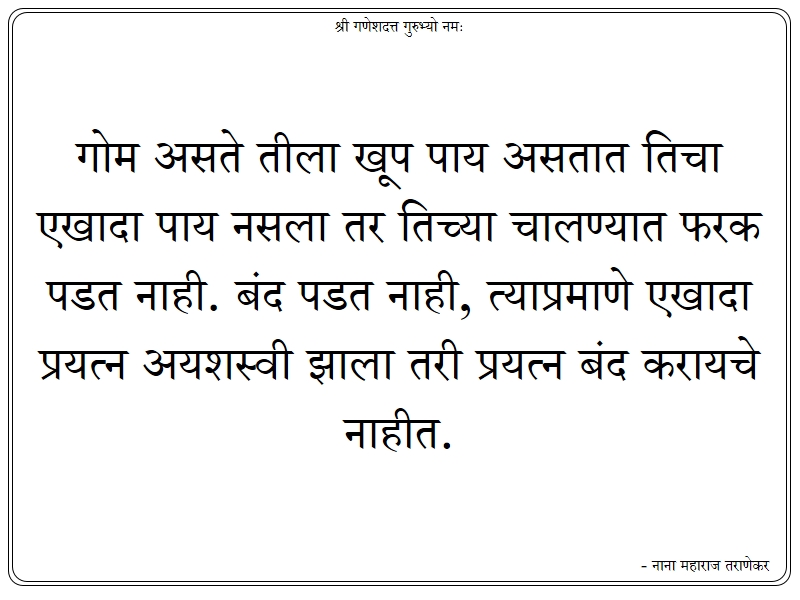 श्री गणेशदत्त गुरुभ्यो नमः
गोम असते तीला खूप पाय असतात तिचा
एखादा पाय नसला तर तिच्या चालण्यात फरक
पडत नाही. बंद पडत नाही, त्याप्रमाणे एखादा
प्रयत्न अयशस्वी झाला तरी प्रयत्न बंद करायचे
नाहीत.
- नाना महाराज तराणेकर